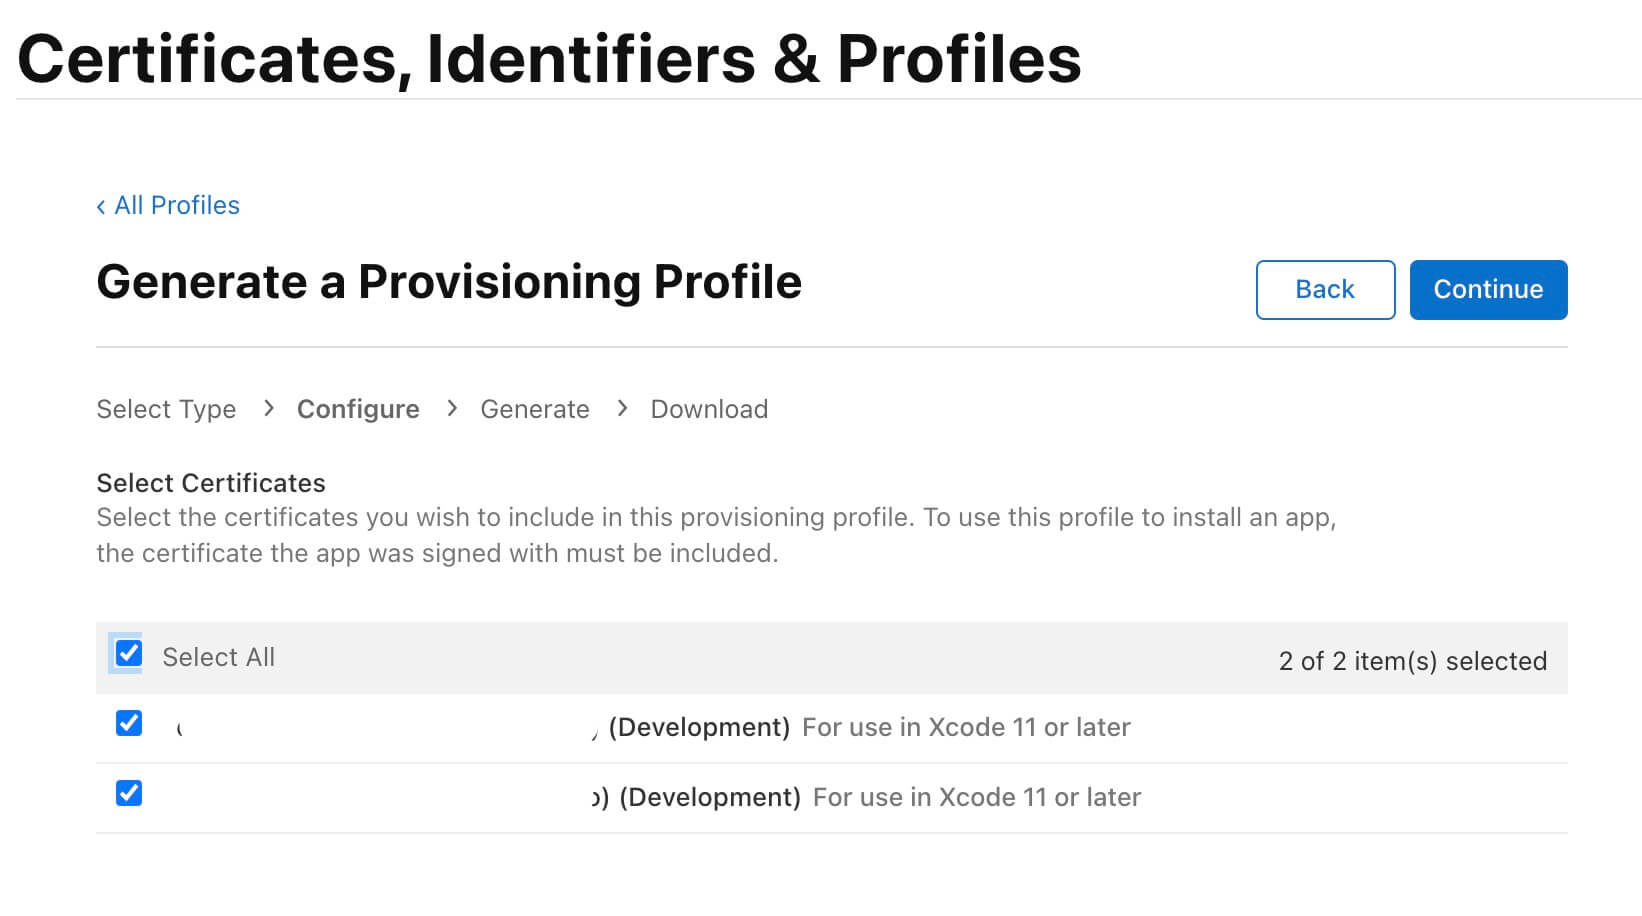 Certificates, Identifiers & Profiles
‹ All Profiles
Generate a Provisioning Profile
Back
Continue
Select Type > Configure > Generate > Download
Select Certificates
Select the certificates you wish to include in this provisioning profile. To use this profile to install an app,
the certificate the app was signed with must be included.
Select All
2 of 2 item(s) selected
(Development) For use in Xcode 11 or later
(Development) For use in Xcode 11 or later